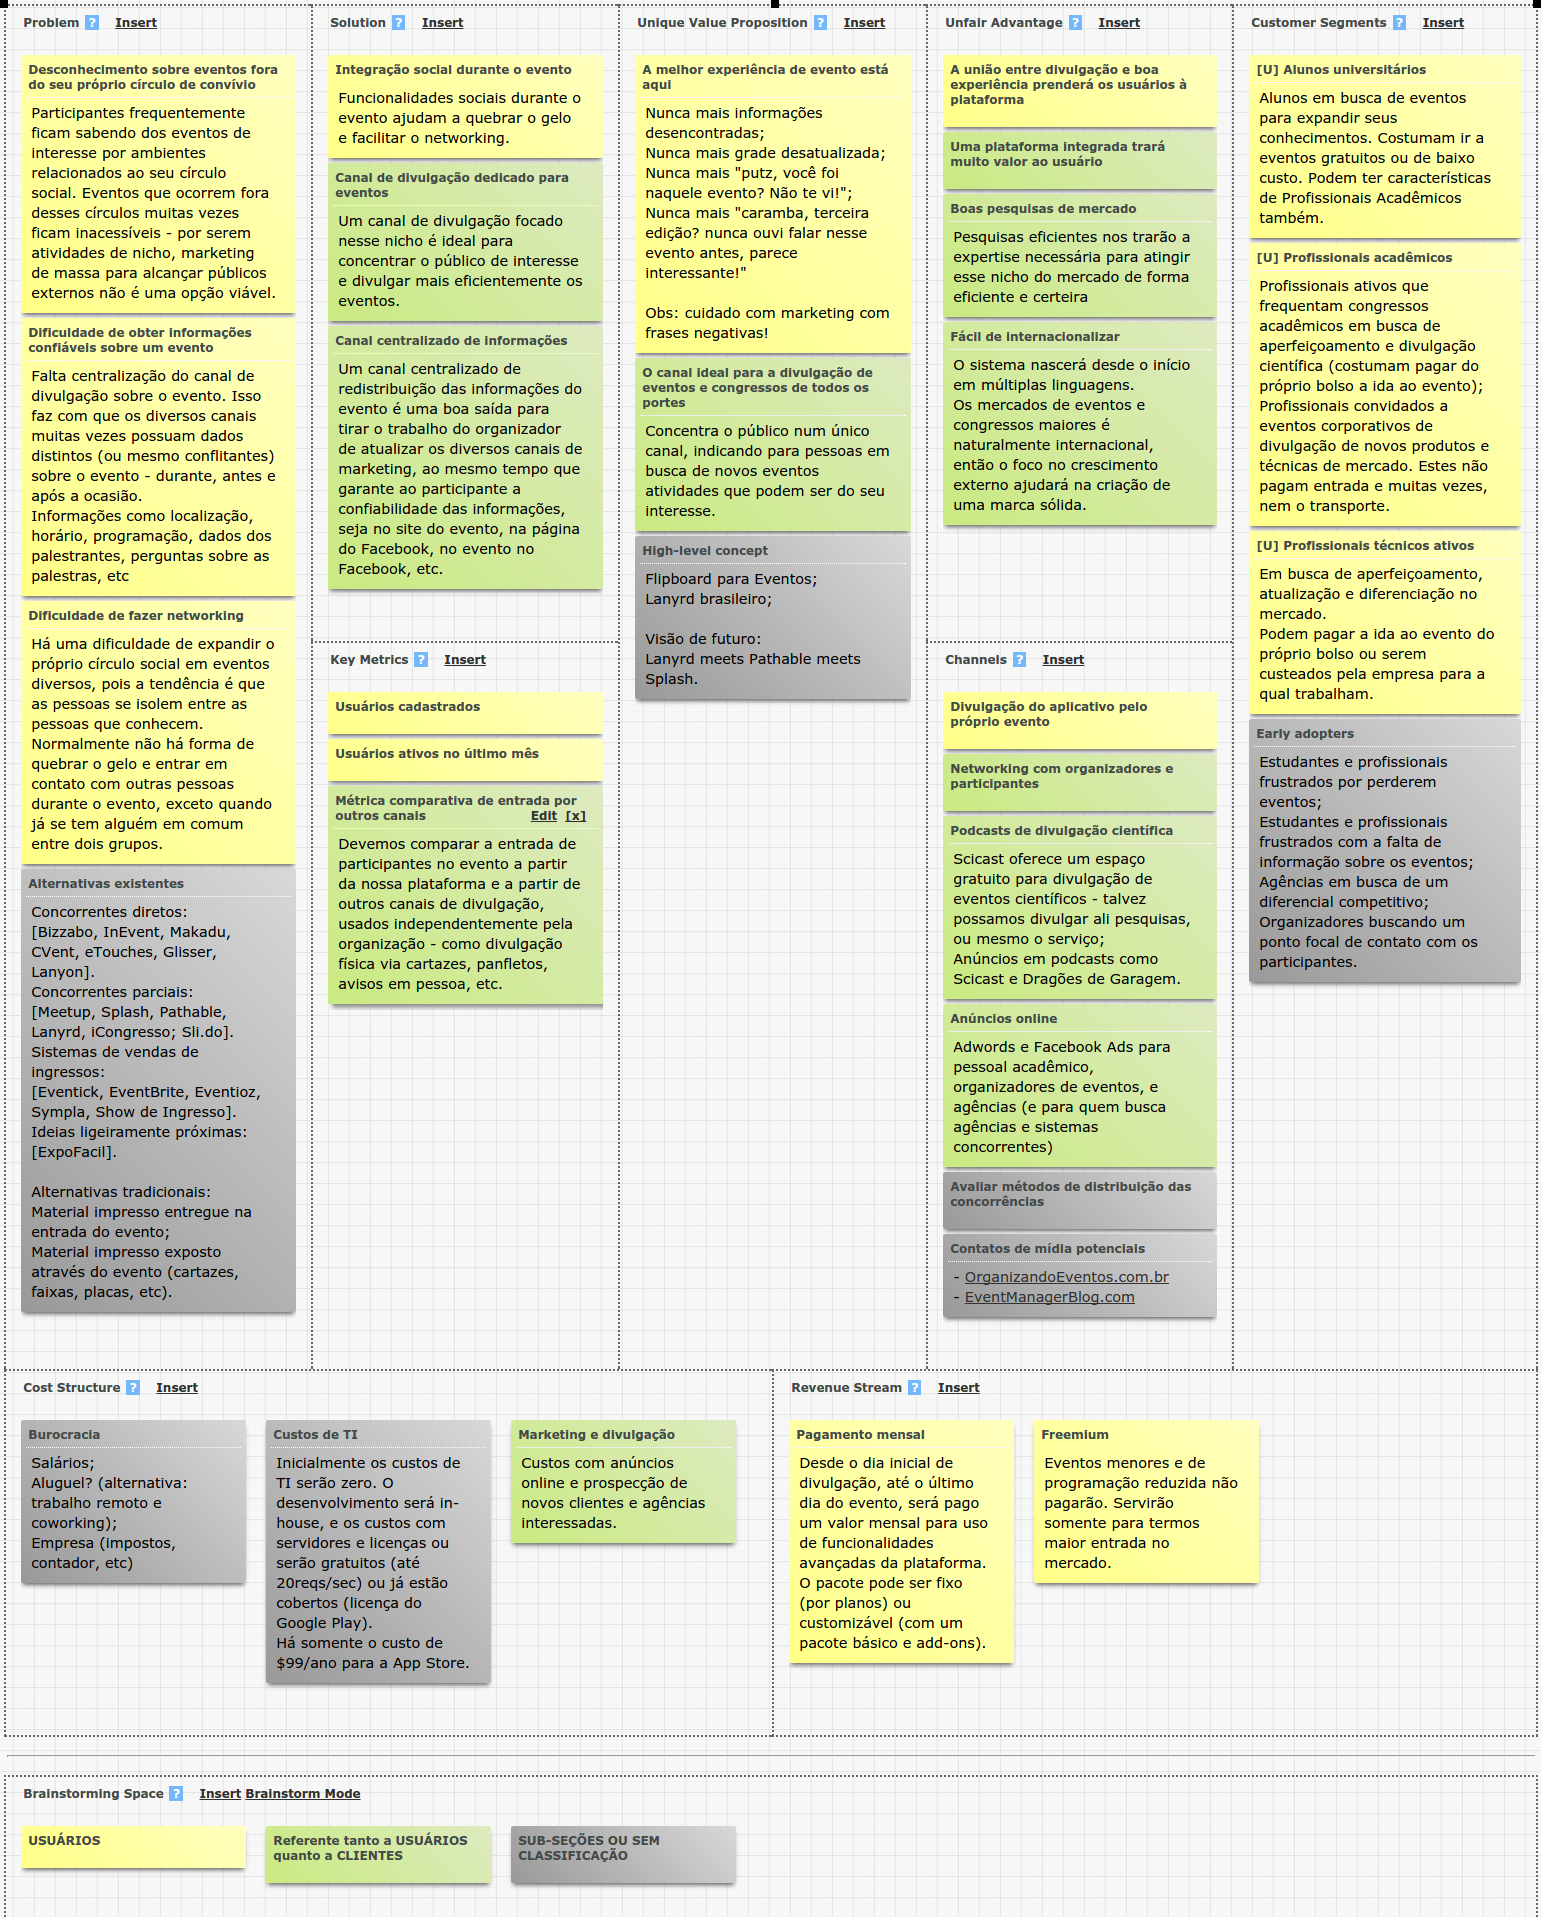 Problem ? Insert
Desconhecimento sobre eventos fora
do seu próprio círculo de convívio
Participantes frequentemente
ficam sabendo dos eventos de
interesse por ambientes
relacionados ao seu círculo
social. Eventos que ocorrem fora
desses círculos muitas vezes
ficam inacessíveis - por serem
atividades de nicho, marketing
de massa para alcançar públicos
externos não é uma opção viável.
Dificuldade de obter informações
confiáveis sobre um evento
Falta centralização do canal de
divulgação sobre o evento. Isso
faz com que os diversos canais
muitas vezes possuam dados
distintos (ou mesmo conflitantes)
sobre o evento - durante, antes e
após a ocasião.
Informações como localização,
horário, programação, dados dos
palestrantes, perguntas sobre as
palestras, etc
Dificuldade de fazer networking
Há uma dificuldade de expandir o
próprio círculo social em eventos
diversos, pois a tendência é que
as pessoas se isolem entre as
pessoas que conhecem.
Normalmente não há forma de
quebrar o gelo e entrar em
contato com outras pessoas
durante o evento, exceto quando
já se tem alguém em comum
entre dois grupos.
Alternativas existentes
Concorrentes diretos:
[Bizzabo, InEvent, Makadu,
CVent, eTouches, Glisser,
Lanyon].
Concorrentes parciais:
[Meetup, Splash, Pathable,
Lanyrd, iCongresso; Sli.do].
Sistemas de vendas de
ingressos:
[Eventick, EventBrite, Eventioz,
Sympla, Show de Ingresso].
Ideias ligeiramente próximas:
[ExpoFacil].
Alternativas tradicionais:
Material impresso entregue na
entrada do evento;
Material impresso exposto
através do evento (cartazes,
faixas, placas, etc).
Solution ? Insert
Integração social durante o evento
Funcionalidades sociais durante o
evento ajudam a quebrar o gelo
e facilitar o networking.
Canal de divulgação dedicado para
eventos
Um canal de divulgação focado
nesse nicho é ideal para
concentrar o público de interesse
e divulgar mais eficientemente os
eventos.
Canal centralizado de informações
Um canal centralizado de
redistribuição das informações do
evento é uma boa saída para
tirar o trabalho do organizador
de atualizar os diversos canais de
marketing, ao mesmo tempo que
garante ao participante a
confiabilidade das informações,
seja no site do evento, na página
do Facebook, no evento no
Facebook, etc.
Key Metrics ? Insert
Usuários cadastrados
Usuários ativos no último mês
Métrica comparativa de entrada por
outros canais Edit [x]
Devemos comparar a entrada de
participantes no evento a partir
da nossa plataforma e a partir de
outros canais de divulgação,
usados independentemente pela
organização - como divulgação
física via cartazes, panfletos,
avisos em pessoa, etc.
Unique Value Proposition ? Insert
A melhor experiência de evento está
aqui
Nunca mais informações
desencontradas;
Nunca mais grade desatualizada;
Nunca mais "putz, você foi
naquele evento? Não te vi!";
Nunca mais "caramba, terceira
edição? nunca ouvi falar nesse
evento antes, parece
interessante!"
Obs: cuidado com marketing com
frases negativas!
O canal ideal para a divulgação de
eventos e congressos de todos os
portes
Concentra o público num único
canal, indicando para pessoas em
busca de novos eventos
atividades que podem ser do seu
interesse.
High-level concept
Flipboard para Eventos;
Lanyrd brasileiro;
Visão de futuro:
Lanyrd meets Pathable meets
Splash.
Unfair Advantage ? Insert
A união entre divulgação e boa
experiência prenderá os usuários à
plataforma
Uma plataforma integrada trará
muito valor ao usuário
Boas pesquisas de mercado
Pesquisas eficientes nos trarão a
expertise necessária para atingir
esse nicho do mercado de forma
eficiente e certeira
Fácil de internacionalizar
O sistema nascerá desde o início
em múltiplas linguagens.
Os mercados de eventos e
congressos maiores é
naturalmente internacional,
então o foco no crescimento
externo ajudará na criação de
uma marca sólida.
Channels ? Insert
Divulgação do aplicativo pelo
próprio evento
Networking com organizadores e
participantes
Podcasts de divulgação científica
Scicast oferece um espaço
gratuito para divulgação de
eventos científicos - talvez
possamos divulgar ali pesquisas,
ou mesmo o serviço;
Anúncios em podcasts como
Scicast e Dragões de Garagem.
Anúncios online
Adwords e Facebook Ads para
pessoal acadêmico,
organizadores de eventos, e
agências (e para quem busca
agências e sistemas
concorrentes)
Avaliar métodos de distribuição das
concorrências
Contatos de mídia potenciais
- OrganizandoEventos.com.br
- EventManagerBlog.com
Customer Segments ? Insert
[U] Alunos universitários
Alunos em busca de eventos
para expandir seus
conhecimentos. Costumam ir a
eventos gratuitos ou de baixo
custo. Podem ter características
de Profissionais Acadêmicos
também.
[U] Profissionais acadêmicos
Profissionais ativos que
frequentam congressos
acadêmicos em busca de
aperfeiçoamento e divulgação
científica (costumam pagar do
próprio bolso a ida ao evento);
Profissionais convidados a
eventos corporativos de
divulgação de novos produtos e
técnicas de mercado. Estes não
pagam entrada e muitas vezes,
nem o transporte.
[U] Profissionais técnicos ativos
Em busca de aperfeiçoamento,
atualização e diferenciação no
mercado.
Podem pagar a ida ao evento do
próprio bolso ou serem
custeados pela empresa para a
qual trabalham.
Early adopters
Estudantes e profissionais
frustrados por perderem
eventos;
Estudantes e profissionais
frustrados com a falta de
informação sobre os eventos;
Agências em busca de um
diferencial competitivo;
Organizadores buscando um
ponto focal de contato com os
participantes.
Cost Structure ? Insert
Burocracia
Salários;
Aluguel? (alternativa:
trabalho remoto e
coworking);
Empresa (impostos,
contador, etc)
Custos de TI
Inicialmente os custos de
TI serão zero. O
desenvolvimento será in-
house, e os custos com
servidores e licenças ou
serão gratuitos (até
20reqs/sec) ou já estão
cobertos (licença do
Google Play).
Há somente o custo de
$99/ano para a App Store.
Marketing e divulgação
Custos com anúncios
online e prospecção de
novos clientes e agências
interessadas.
Revenue Stream ? Insert
Pagamento mensal
Desde o dia inicial de
divulgação, até o último
dia do evento, será pago
um valor mensal para uso
de funcionalidades
avançadas da plataforma.
O pacote pode ser fixo
(por planos) ou
customizável (com um
pacote básico e add-ons).
Freemium
Eventos menores e de
programação reduzida não
pagarão. Servirão
somente para termos
maior entrada no
mercado.
Brainstorming Space ? Insert Brainstorm Mode
USUÁRIOS
Referente tanto a USUÁRIOS
quanto a CLIENTES
SUB-SEÇÕES OU SEM
CLASSIFICAÇÃO